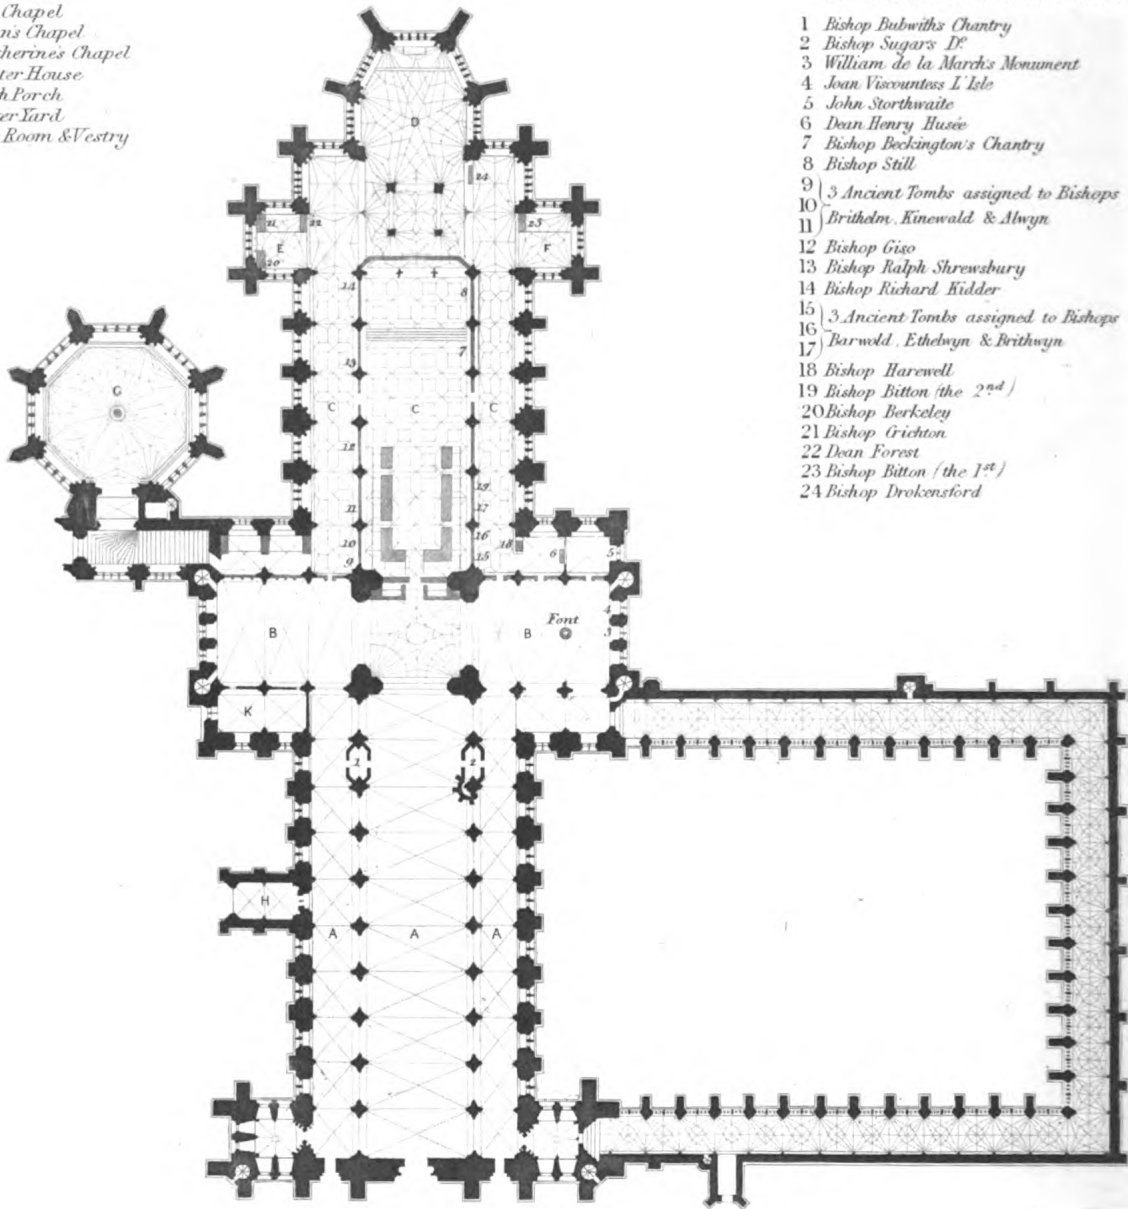 Chapel
n's Chapel
therine's Chapel
ter House
h Porch
er Yard
Room & Vestry
1 Bishop Bubwith's Chantry
2 Bishop Sugar's Do
3 William de la March's Monument
4 Joan Viscountess L'Isle
5 John Storthwaite
6 Dean Henry Husée
7 Bishop Beckington's Chantry
8 Bishop Still
9
10
11
3 Ancient Tombs assigned to Bishops
Brithelm, Kinewald & Alwyn
12 Bishop Giso
13 Bishop Ralph Shrewsbury
14 Bishop Richard Kidder
15
16
17
3 Ancient Tombs assigned to Bishops
Barwold, Ethelwyn & Brithwyn
18 Bishop Harewell
19 Bishop Bitton (the 2nd)
20 Bishop Berkeley
21 Bishop Crichton
22 Dean Forest
23 Bishop Bitton (the 1st)
24 Bishop Drokensford
D
24
21 22 23
E F
20
14 8
7
13
G
C C C
12
19
11 17
10 16 18 6 5
9 15
4
Font
B B 3
K
1 2
H
A A A